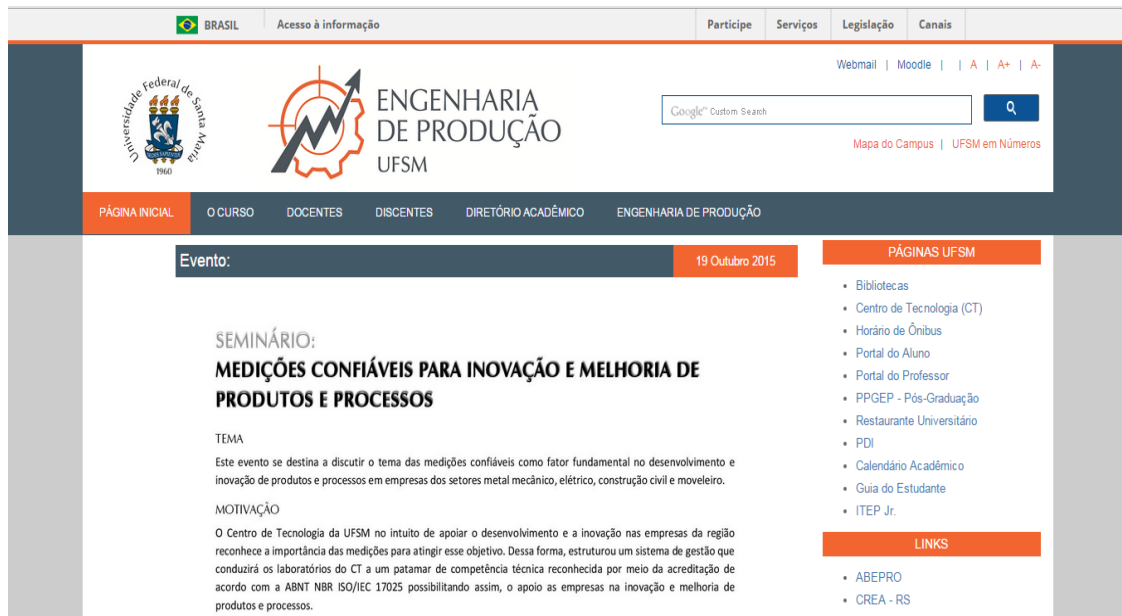 BRASIL
Acesso à informação
Participe
Serviços
Legislação
Canais
Webmail | Moodle | | A | A+ | A-
Universidade Federal de Santa Maria
1960
ENGENHARIA
DE PRODUÇÃO
UFSM
Google™ Custom Search
Mapa do Campus | UFSM em Números
PÁGINA INICIAL
O CURSO
DOCENTES
DISCENTES
DIRETÓRIO ACADÊMICO
ENGENHARIA DE PRODUÇÃO
Evento:
19 Outubro 2015
SEMINÁRIO:
MEDIÇÕES CONFIÁVEIS PARA INOVAÇÃO E MELHORIA DE
PRODUTOS E PROCESSOS
TEMA
Este evento se destina a discutir o tema das medições confiáveis como fator fundamental no desenvolvimento e
inovação de produtos e processos em empresas dos setores metal mecânico, elétrico, construção civil e moveleiro.
MOTIVAÇÃO
O Centro de Tecnologia da UFSM no intuito de apoiar o desenvolvimento e a inovação nas empresas da região
reconhece a importância das medições para atingir esse objetivo. Dessa forma, estruturou um sistema de gestão que
conduzirá os laboratórios do CT a um patamar de competência técnica reconhecida por meio da acreditação de
acordo com a ABNT NBR ISO/IEC 17025 possibilitando assim, o apoio as empresas na inovação e melhoria de
produtos e processos.
PÁGINAS UFSM
• Bibliotecas
• Centro de Tecnologia (CT)
• Horário de Ônibus
• Portal do Aluno
• Portal do Professor
• PPGEP - Pós-Graduação
• Restaurante Universitário
• PDI
• Calendário Acadêmico
• Guia do Estudante
• ITEP Jr.
LINKS
• ABEPRO
• CREA - RS